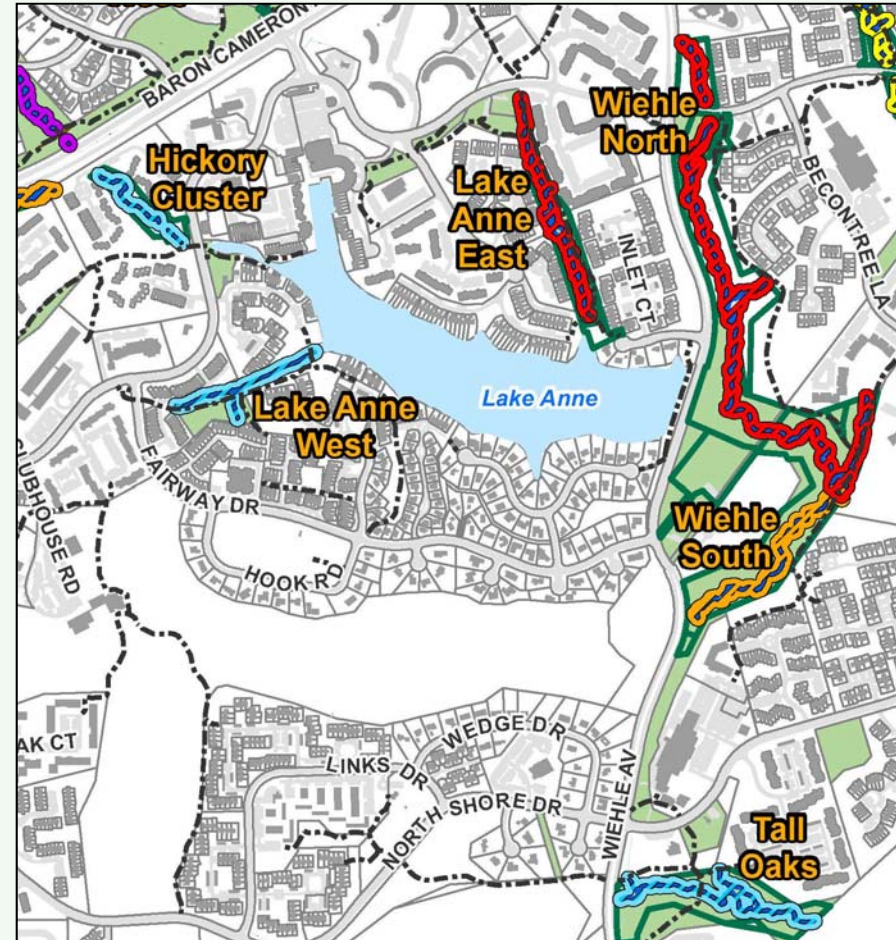 BARON CAMERON
Hickory
Cluster
Lake
Anne
East
Wiehle
North
INLET CT
BECONTREE LA
Lake Anne
Lake Anne
West
FAIRWAY DR
CLUBHOUSE RD
HOOK RD
Wiehle
South
AK CT
LINKS DR
WEDGE DR
NORTH SHORE DR
WIEHLE AV
Tall
Oaks